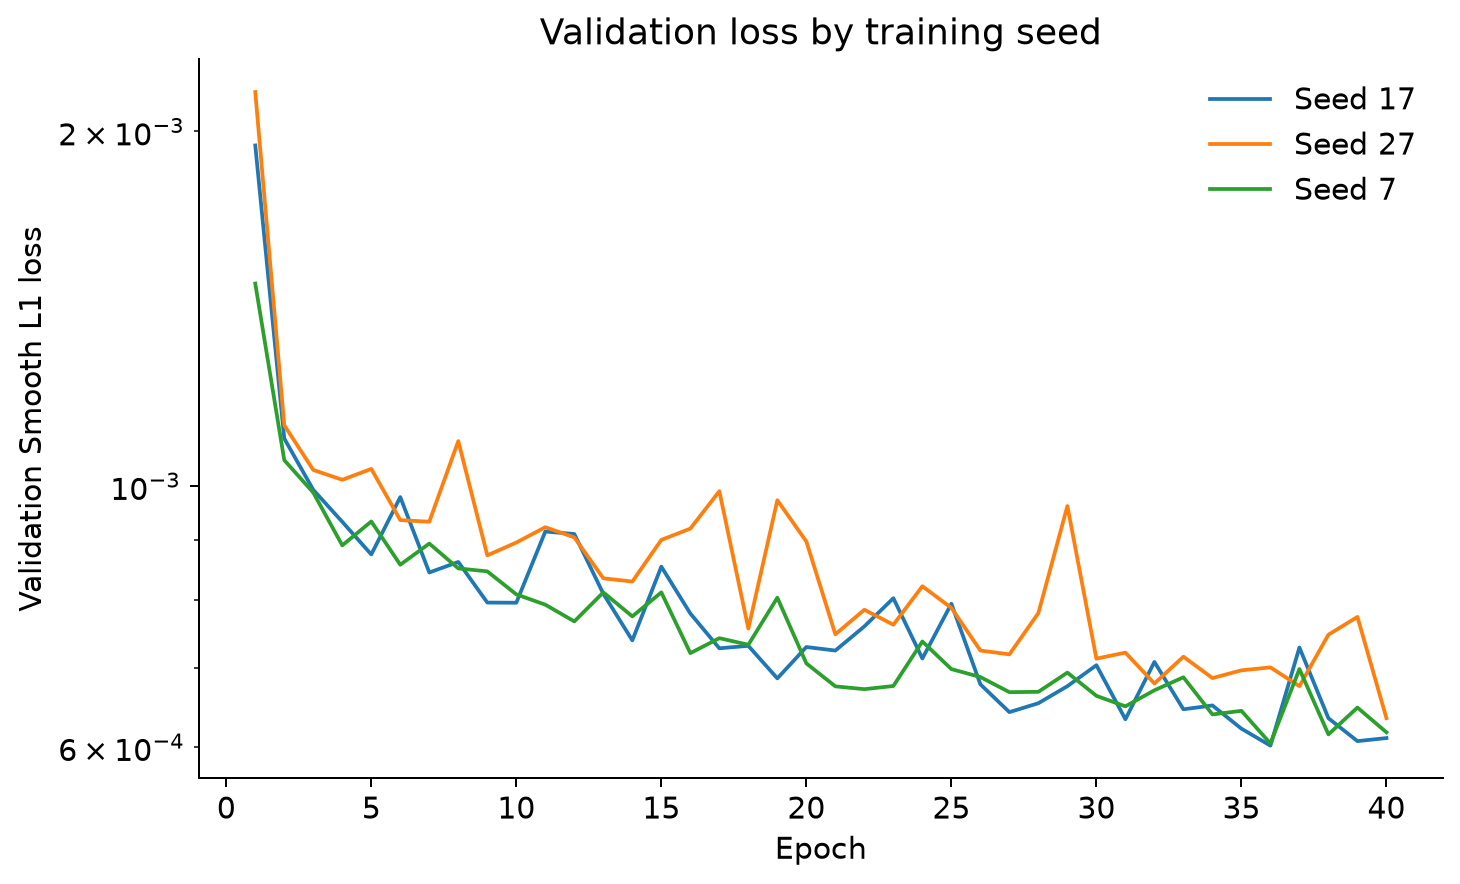 Validation loss by training seed
Seed 17
Seed 27
Seed 7
Validation Smooth L1 loss
2 × 10⁻³
10⁻³
6 × 10⁻⁴
0 5 10 15 20 25 30 35 40
Epoch